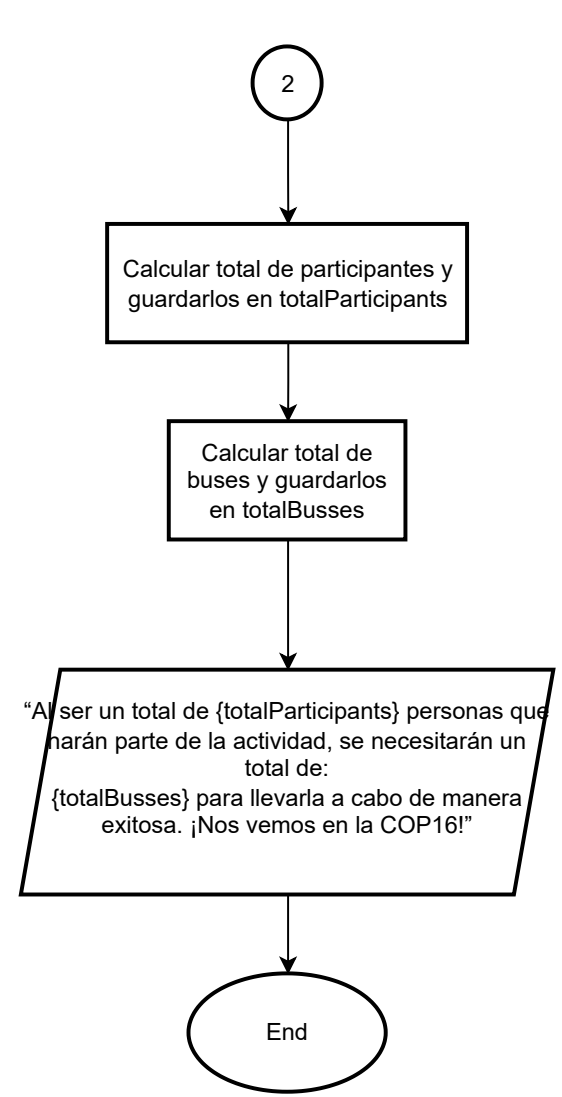 2
Calcular total de participantes y
guardarlos en totalParticipants
Calcular total de
buses y guardarlos
en totalBusses
“Al ser un total de {totalParticipants} personas que
harán parte de la actividad, se necesitarán un
total de:
{totalBusses} para llevarla a cabo de manera
exitosa. ¡Nos vemos en la COP16!”
End